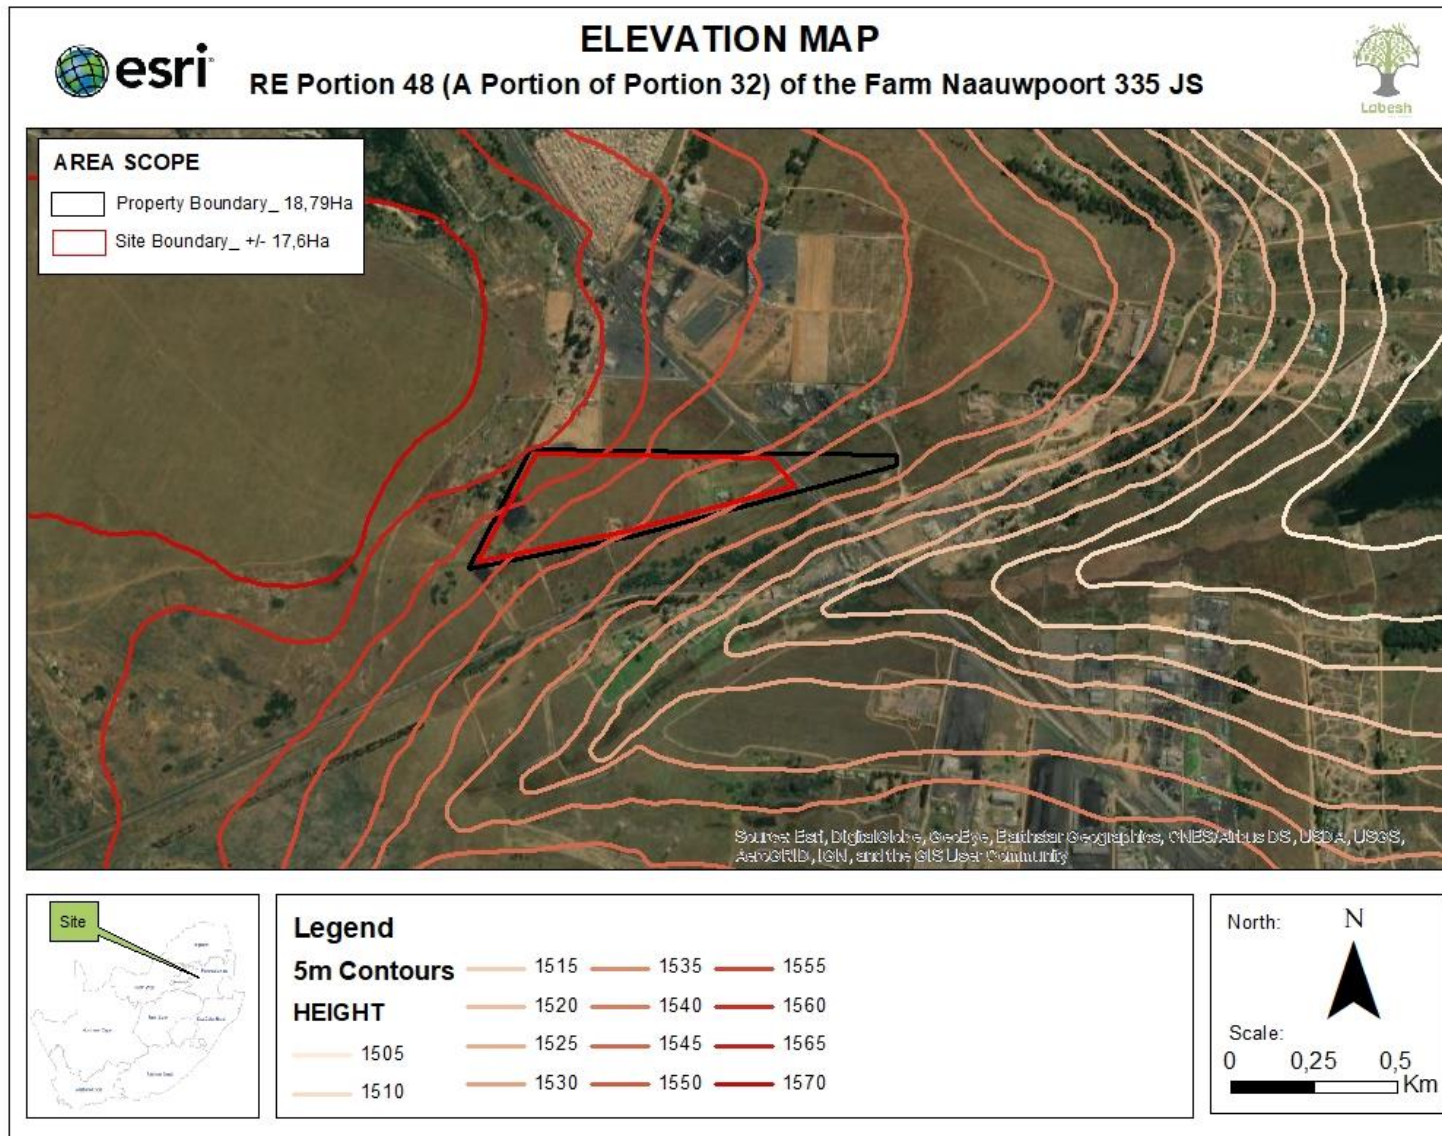 ELEVATION MAP
esri
RE Portion 48 (A Portion of Portion 32) of the Farm Naauwpoort 335 JS
Labesh
AREA SCOPE
Property Boundary_ 18,79Ha
Site Boundary_ +/- 17,6Ha
Source: Esri, DigitalGlobe, GeoEye, Earthstar Geographics, CNES/Airbus DS, USDA, USGS,
AeroGRID, IGN, and the GIS User Community
Site
Legend
5m Contours
HEIGHT
1505
1510
1515
1520
1525
1530
1535
1540
1545
1550
1555
1560
1565
1570
North:
N
Scale:
0 0,25 0,5
Km